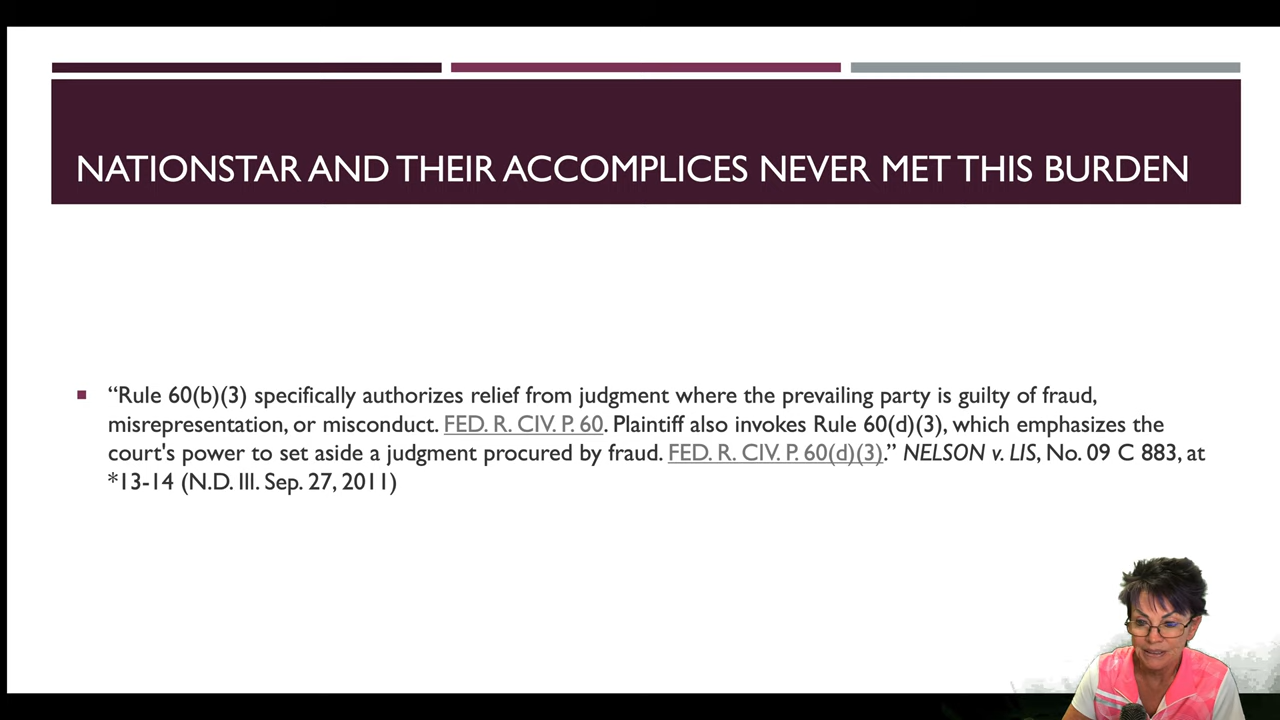 NATIONSTAR AND THEIR ACCOMPLICES NEVER MET THIS BURDEN
“Rule 60(b)(3) specifically authorizes relief from judgment where the prevailing party is guilty of fraud,
misrepresentation, or misconduct. FED. R. CIV. P. 60. Plaintiff also invokes Rule 60(d)(3), which emphasizes the
court's power to set aside a judgment procured by fraud. FED. R. CIV. P. 60(d)(3).” NELSON v. LIS, No. 09 C 883, at
*13-14 (N.D. Ill. Sep. 27, 2011)